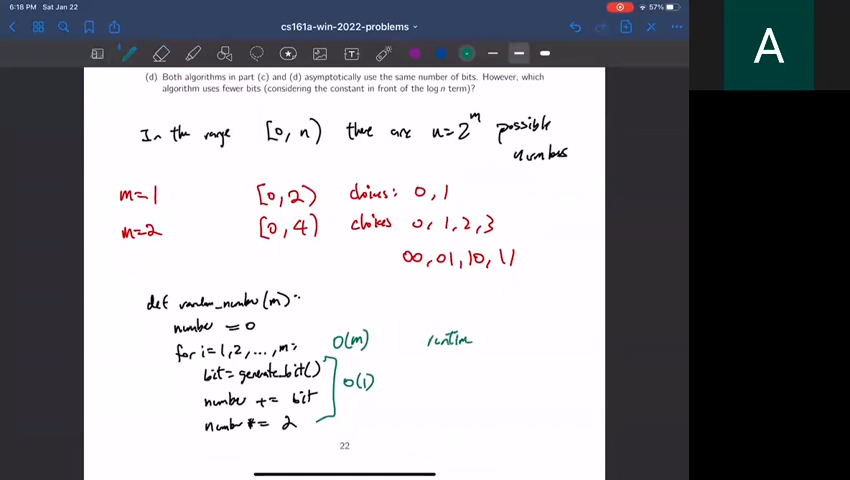 6:18 PM Sat Jan 22
57%
cs161a-win-2022-problems
A
(d) Both algorithms in part (c) and (d) asymptotically use the same number of bits. However, which
algorithm uses fewer bits (considering the constant in front of the log n term)?
In the range [0, n) there are n=2^m possible
numbers
m=1 [0, 2) choices: 0, 1
m=2 [0, 4) choices 0, 1, 2, 3
00, 01, 10, 11
def random_number(m):
number = 0
for i=1,2,...,m: O(m) runtim
bit=generate_bit()
number += bit O(1)
number *= 2
22